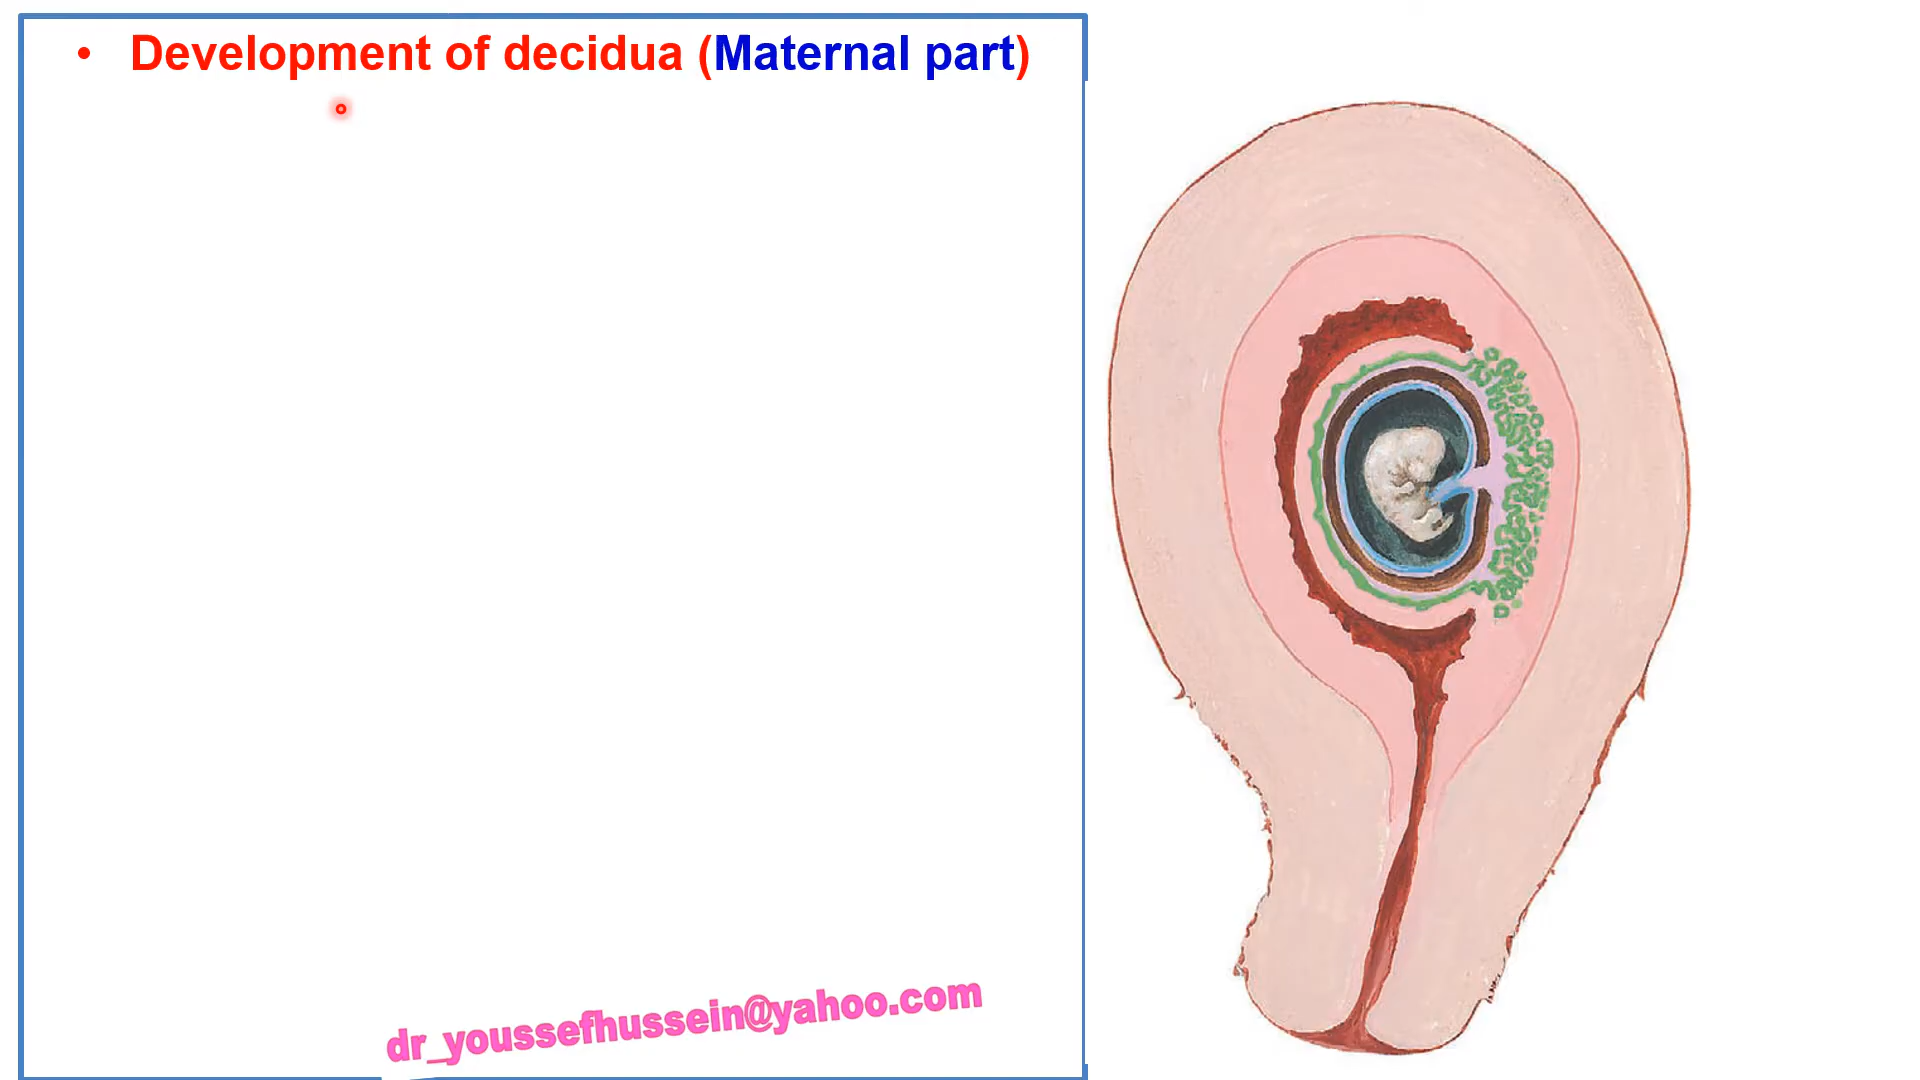 • Development of decidua (Maternal part)
dr_youssefhussein@yahoo.com